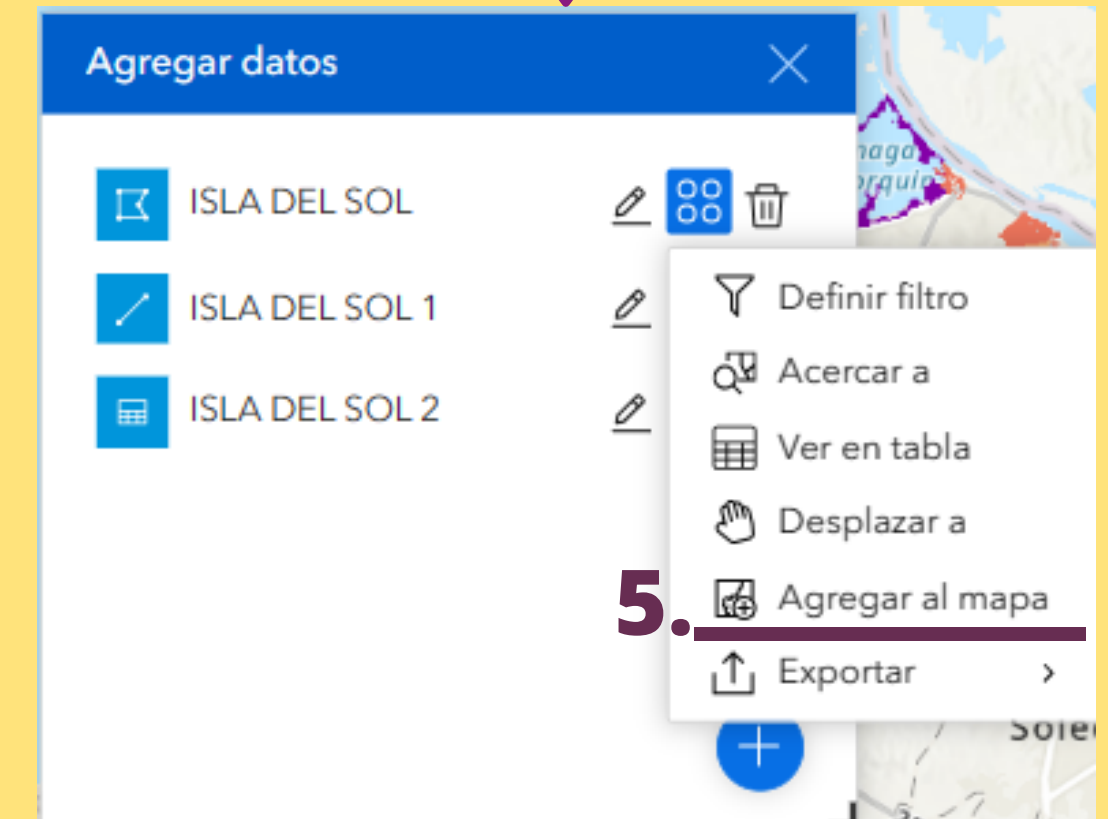 Agregar datos
ISLA DEL SOL
ISLA DEL SOL 1
ISLA DEL SOL 2
Definir filtro
Acercar a
Ver en tabla
Desplazar a
5. Agregar al mapa
Exportar